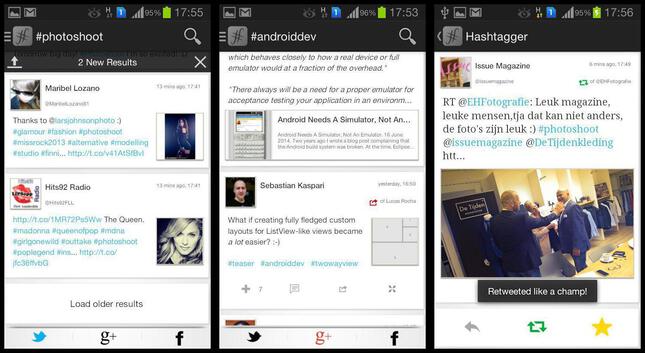 17:55
#photoshoot
2 New Results
Maribel Lozano
@MaribelLozano81
13 mins ago, 17:41
Thanks to @larsjohnsonphoto :)
#glamour #fashion #photoshoot
#missrock2013 #alternative #modelling
#studio #finni... http://t.co/v41AtSfBvI
Hits92 Radio
@Hits92FLL
13 mins ago, 17:41
http://t.co/1MR72Ps5Ww The Queen.
#madonna #queenofpop #mdna
#girlgonewild #outtake #photoshoot
#poplegend #ins... http://t.co/
jfc36ffvbG
Load older results
g+
f
96% 17:53
#androiddev
which behaves closely to how a real device or full
emulator would at a fraction of the overhead."
"There always will be a need for a proper emulator for
acceptance testing your application in an environm...
Android Needs A Simulator, Not An...
Android Needs A Simulator, Not An Emulator. 16 June
2014. Two years ago I wrote a blog post complaining that
the Android build system was broken. At the time, Eclipse...
Sebastian Kaspari
yesterday, 16:50
of Lucas Rocha
What if creating fully fledged custom
layouts for ListView-like views became
a lot easier? :-)
#teaser #androiddev #twowayview
7
g+
f
95% 17:56
Hashtagger
Issue Magazine
@issuemagazine
6 mins ago, 17:49
of @EHFotografie
RT @EHFotografie: Leuk magazine,
leuke mensen,tja dat kan niet anders,
de foto's zijn leuk :) #photoshoot
@issuemagazine @DeTijdenkleding
htt...
De Tijden
Retweeted like a champ!